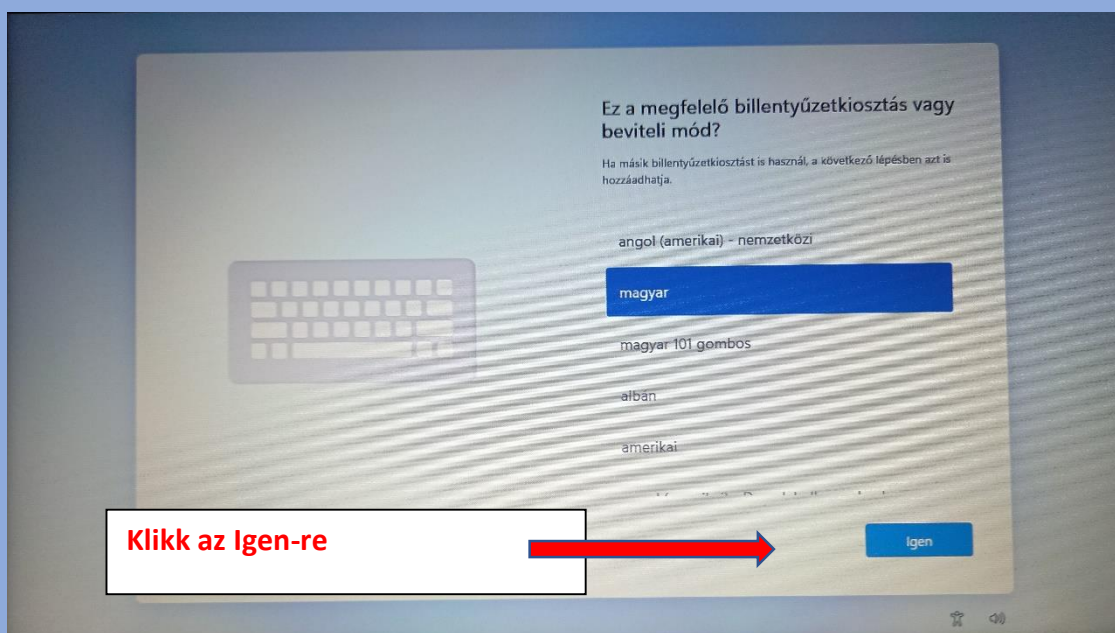 Ez a megfelelő billentyűzetkiosztás vagy
beviteli mód?
Ha másik billentyűzetkiosztást is használ, a következő lépésben azt is
hozzáadhatja.
angol (amerikai) - nemzetközi
magyar
magyar 101 gombos
albán
amerikai
Klikk az Igen-re
Igen